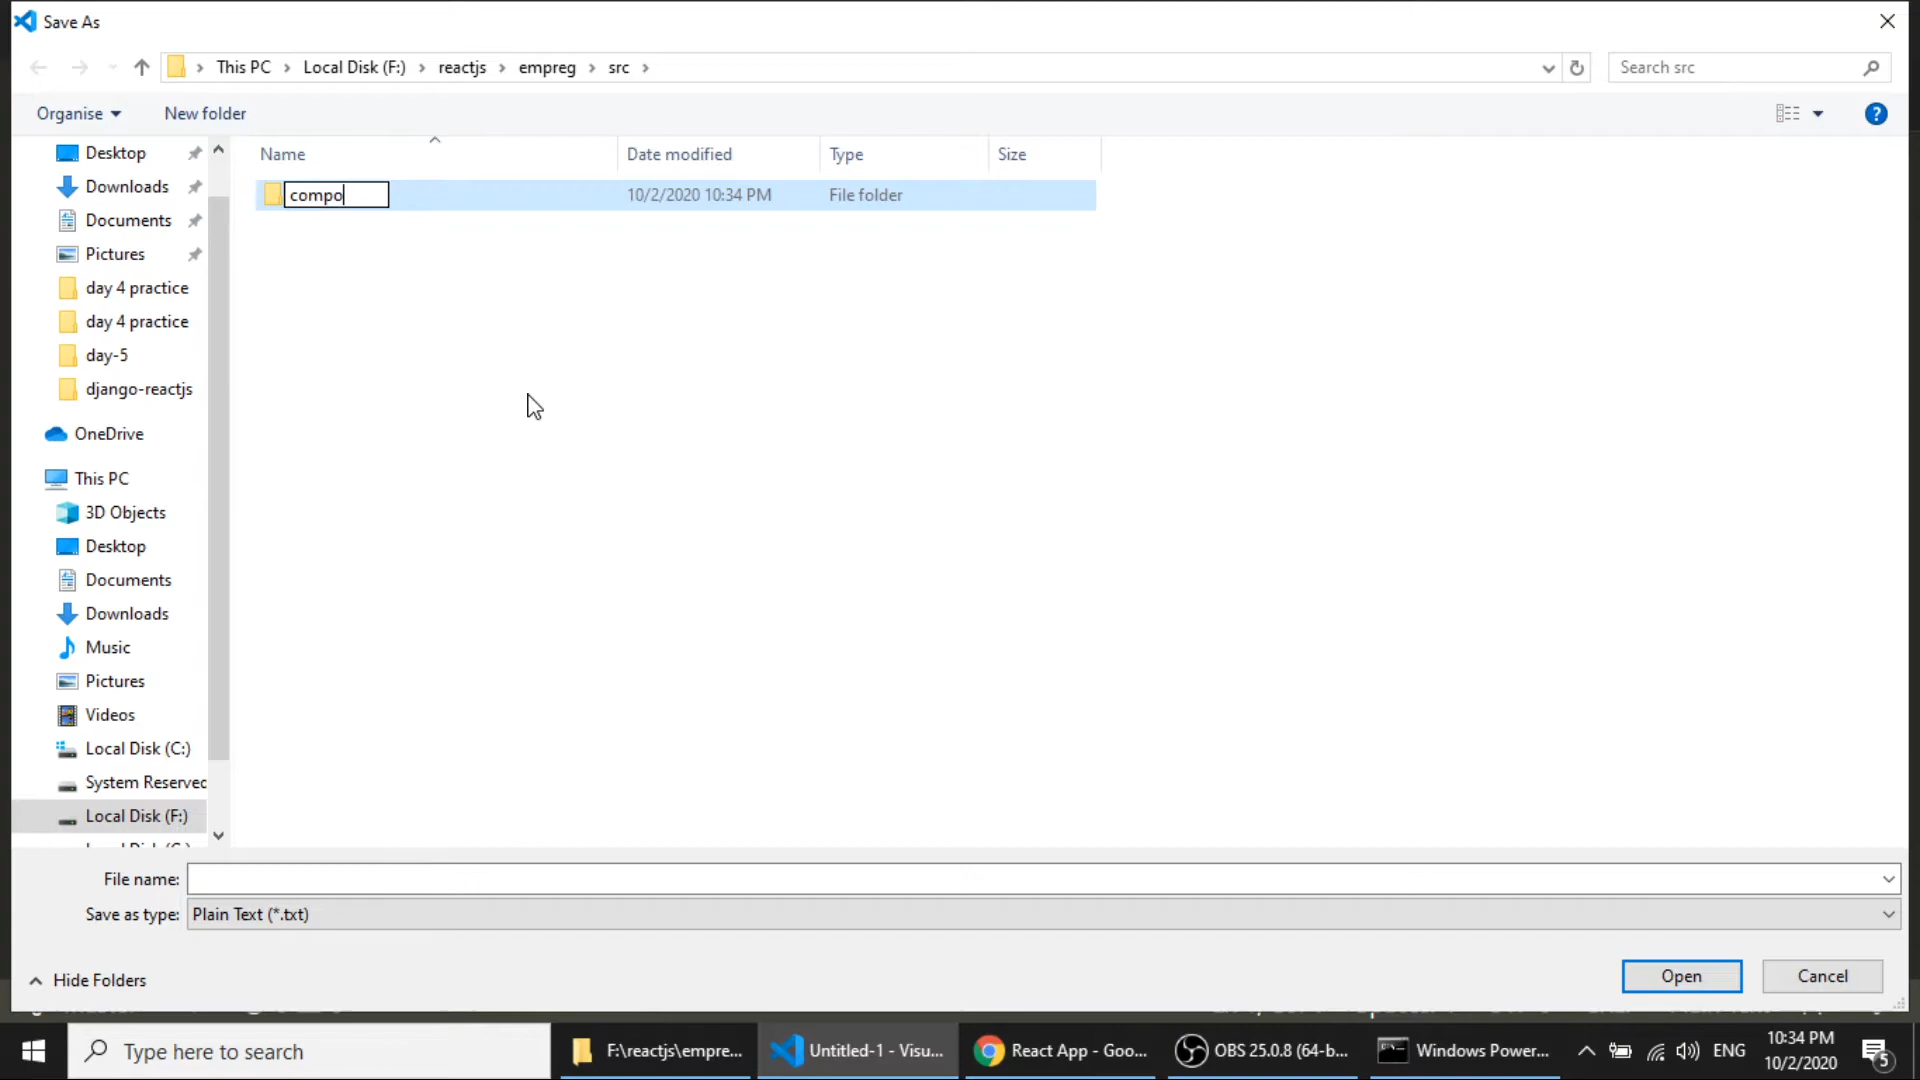 Save As
This PC > Local Disk (F:) > reactjs > empreg > src >
Search src
Organise
New folder
Name
Date modified
Type
Size
compo
10/2/2020 10:34 PM
File folder
Desktop
Downloads
Documents
Pictures
day 4 practice
day 4 practice
day-5
django-reactjs
OneDrive
This PC
3D Objects
Desktop
Documents
Downloads
Music
Pictures
Videos
Local Disk (C:)
System Reserved
Local Disk (F:)
File name:
Save as type:
Plain Text (*.txt)
Hide Folders
Open
Cancel
Type here to search
F:\reactjs\empre...
Untitled-1 - Visu...
React App - Goo...
OBS 25.0.8 (64-b...
Windows Power...
ENG
10:34 PM
10/2/2020
5